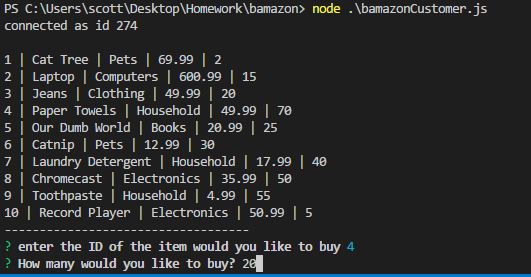 PS C:\Users\scott\Desktop\Homework\bamazon> node .\bamazonCustomer.js
connected as id 274
1 | Cat Tree | Pets | 69.99 | 2
2 | Laptop | Computers | 600.99 | 15
3 | Jeans | Clothing | 49.99 | 20
4 | Paper Towels | Household | 49.99 | 70
5 | Our Dumb World | Books | 20.99 | 25
6 | Catnip | Pets | 12.99 | 30
7 | Laundry Detergent | Household | 17.99 | 40
8 | Chromecast | Electronics | 35.99 | 50
9 | Toothpaste | Household | 4.99 | 55
10 | Record Player | Electronics | 50.99 | 5
-----------------------------------
? enter the ID of the item would you like to buy 4
? How many would you like to buy? 20